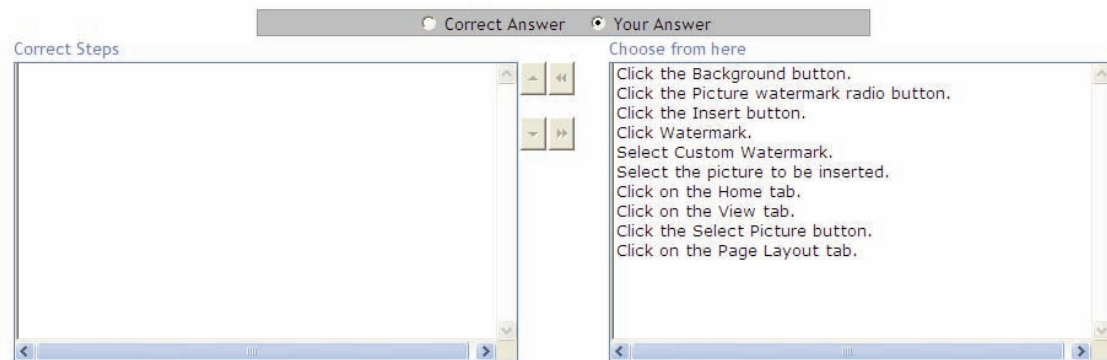 Correct Answer Your Answer
Correct Steps
Choose from here
Click the Background button.
Click the Picture watermark radio button.
Click the Insert button.
Click Watermark.
Select Custom Watermark.
Select the picture to be inserted.
Click on the Home tab.
Click on the View tab.
Click the Select Picture button.
Click on the Page Layout tab.